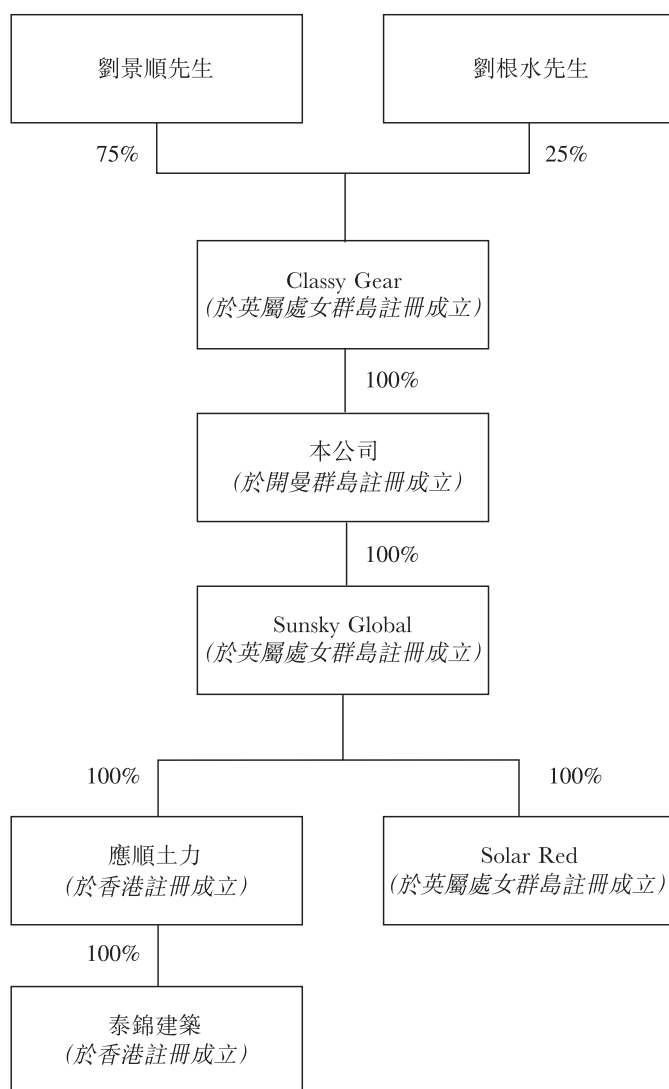 劉景順先生
劉根水先生
75%
25%
Classy Gear
(於英屬處女群島註冊成立)
100%
本公司
(於開曼群島註冊成立)
100%
Sunsky Global
(於英屬處女群島註冊成立)
100%
100%
應順土力
(於香港註冊成立)
Solar Red
(於英屬處女群島註冊成立)
100%
泰錦建築
(於香港註冊成立)